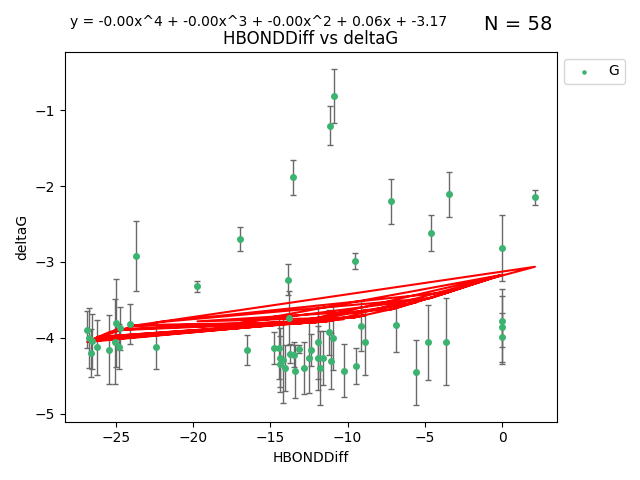 y = -0.00x^4 + -0.00x^3 + -0.00x^2 + 0.06x + -3.17
N = 58
HBONDDiff vs deltaG
G
deltaG
−1
−2
−3
−4
−5
−25 −20 −15 −10 −5 0
HBONDDiff